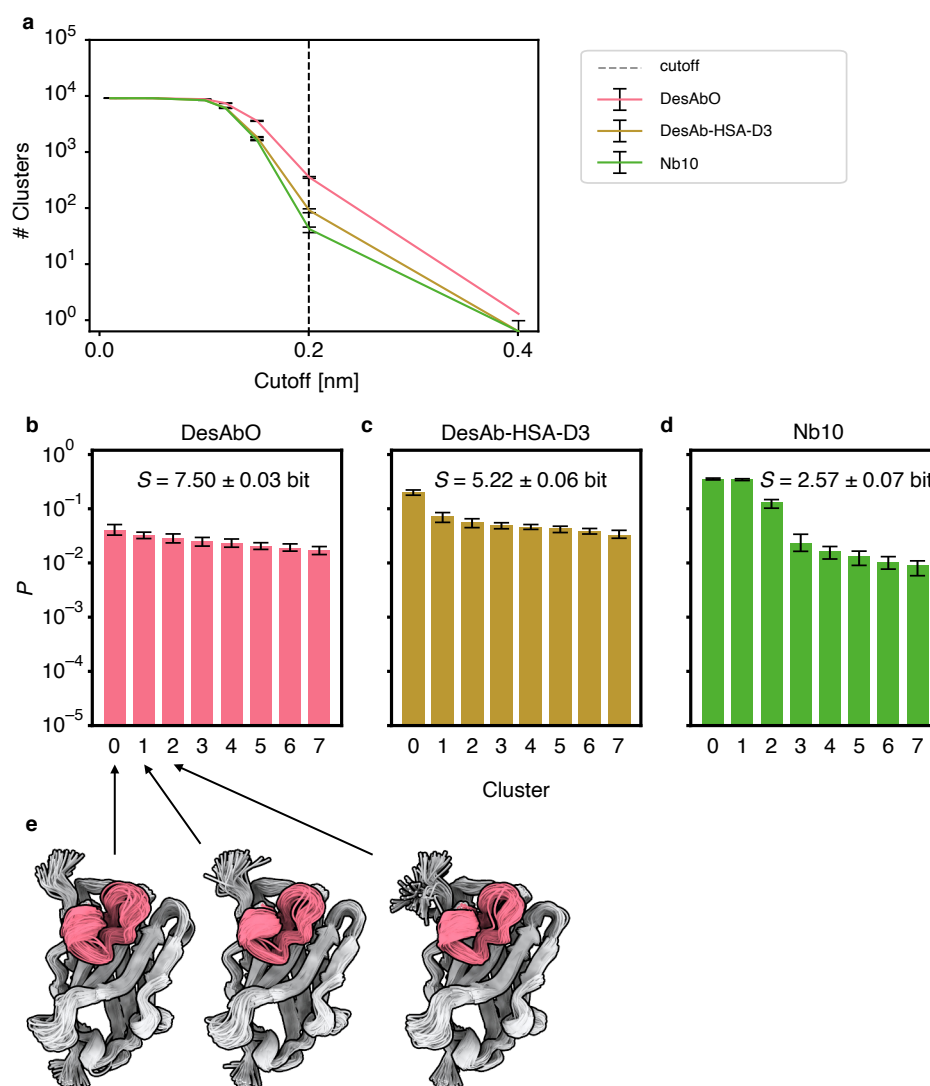 a
10^5
10^4
10^3
10^2
10^1
10^0
# Clusters
0.0
0.2
0.4
Cutoff [nm]
cutoff
DesAbO
DesAb-HSA-D3
Nb10
b
DesAbO
c
DesAb-HSA-D3
d
Nb10
S = 7.50 ± 0.03 bit
S = 5.22 ± 0.06 bit
S = 2.57 ± 0.07 bit
10^0
10^−1
10^−2
10^−3
10^−4
10^−5
P
0 1 2 3 4 5 6 7
0 1 2 3 4 5 6 7
0 1 2 3 4 5 6 7
Cluster
e